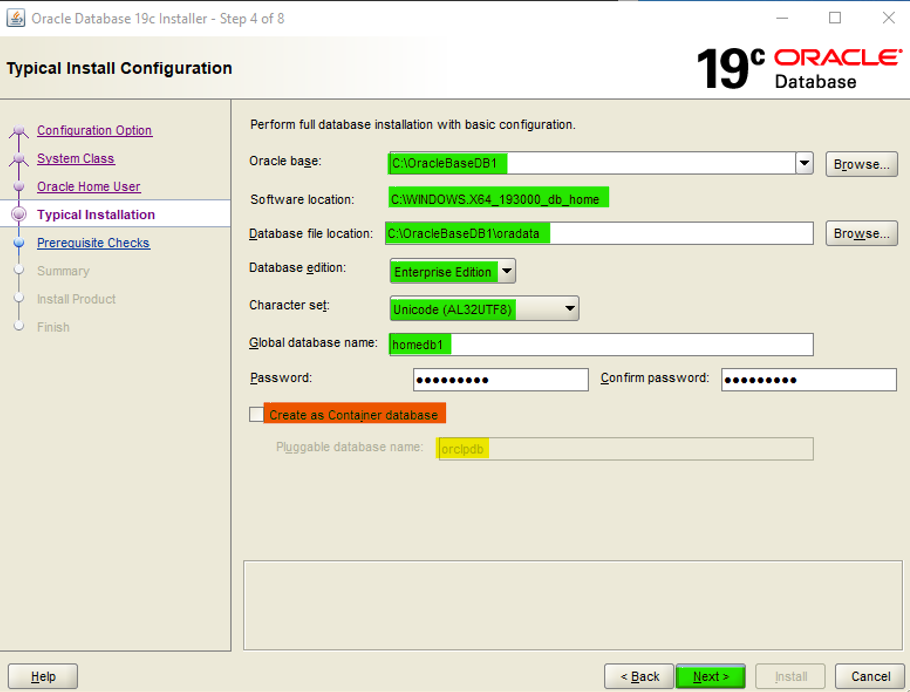 Oracle Database 19c Installer - Step 4 of 8
Typical Install Configuration
19c ORACLE
Database
Configuration Option
System Class
Oracle Home User
Typical Installation
Prerequisite Checks
Summary
Install Product
Finish
Perform full database installation with basic configuration.
Oracle base: C:\OracleBaseDB1 Browse...
Software location: C:\WINDOWS.X64_193000_db_home
Database file location: C:\OracleBaseDB1\oradata Browse...
Database edition: Enterprise Edition
Character set: Unicode (AL32UTF8)
Global database name: homedb1
Password: ●●●●●●●●● Confirm password: ●●●●●●●●●
Create as Container database
Pluggable database name: orclpdb
Help < Back Next > Install Cancel